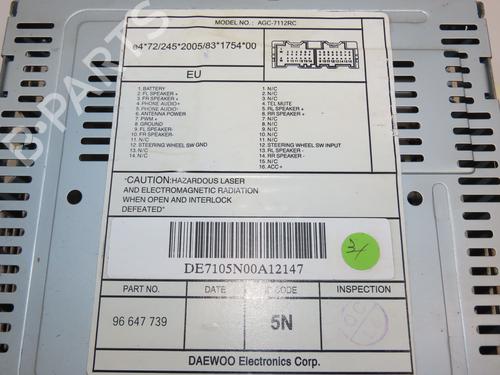 MODEL NO. : AGC-7112RC
e4*72/245*2005/83*1754*00
EU
1. BATTERY
2. FL SPEAKER +
3. FR SPEAKER +
4. PHONE AUDIO+
5. PHONE AUDIO-
6. ANTENNA POWER
7. PWM +
8. GROUND
9. FL SPEAKER-
10. FR SPEAKER-
11. N/C
12. STEERING WHEEL SW GND
13. N/C
14. N/C
1. N/C
2. N/C
3. N/C
4. TEL MUTE
5. RL SPEAKER +
6. RR SPEAKER +
7. N/C
8. N/C
9. N/C
10. N/C
11. N/C
12. STEERING WHEEL SW INPUT
13. RL SPEAKER -
14. RR SPEAKER -
15. N/C
16. ACC +
CAUTION:HAZARDOUS LASER
AND ELECTROMAGNETIC RADIATION
WHEN OPEN AND INTERLOCK
DEFEATED*
B-PARTS
DE7105N00A12147
PART NO. DATE CODE INSPECTION
96 647 739 5N
DAEWOO Electronics Corp.